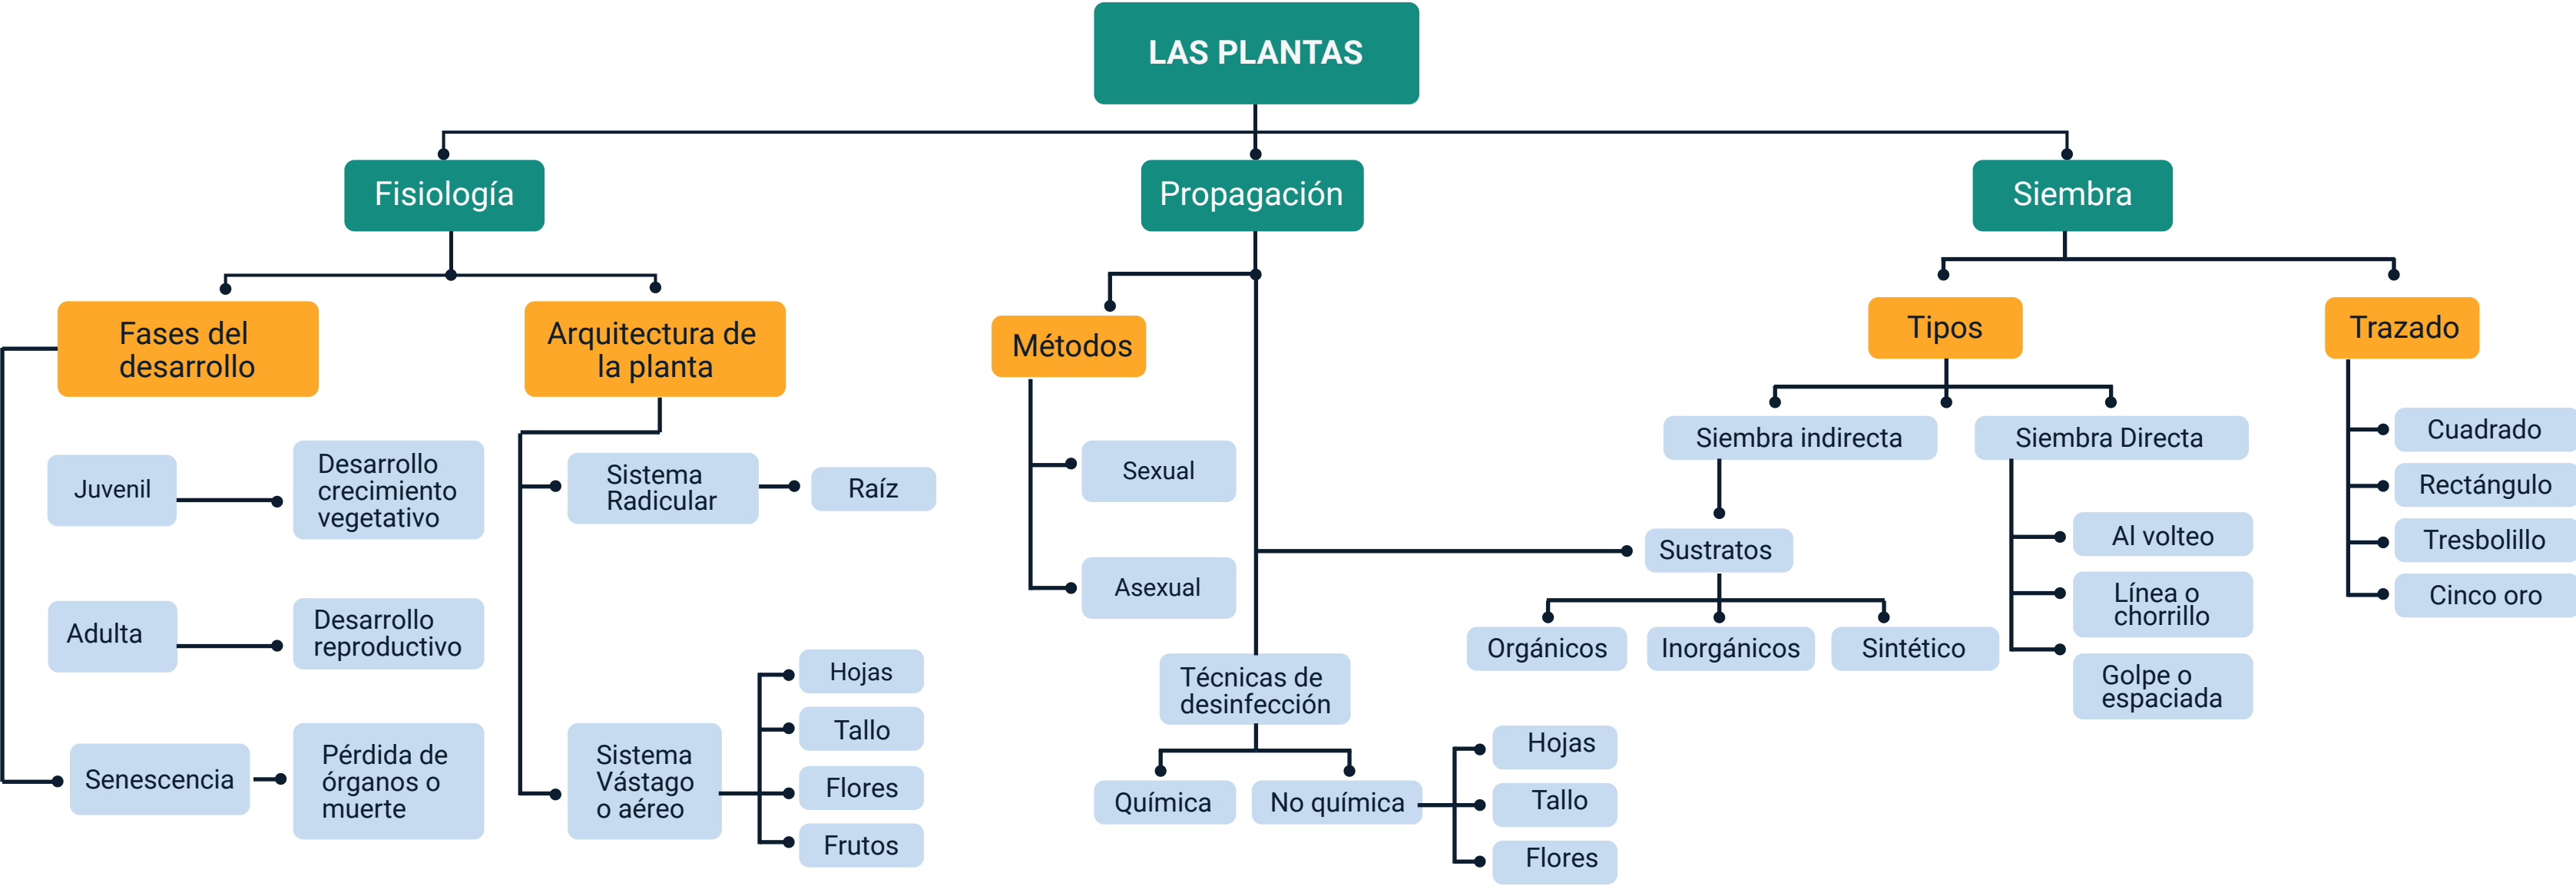 LAS PLANTAS
Fisiología
Propagación
Siembra
Fases del
desarrollo
Arquitectura de
la planta
Métodos
Tipos
Trazado
Juvenil
Desarrollo
crecimiento
vegetativo
Adulta
Desarrollo
reproductivo
Senescencia
Pérdida de
órganos o
muerte
Sistema
Radicular
Raíz
Sistema
Vástago
o aéreo
Hojas
Tallo
Flores
Frutos
Sexual
Asexual
Técnicas de
desinfección
Química
No química
Hojas
Tallo
Flores
Siembra indirecta
Siembra Directa
Sustratos
Orgánicos
Inorgánicos
Sintético
Al volteo
Línea o
chorrillo
Golpe o
espaciada
Cuadrado
Rectángulo
Tresbolillo
Cinco oro